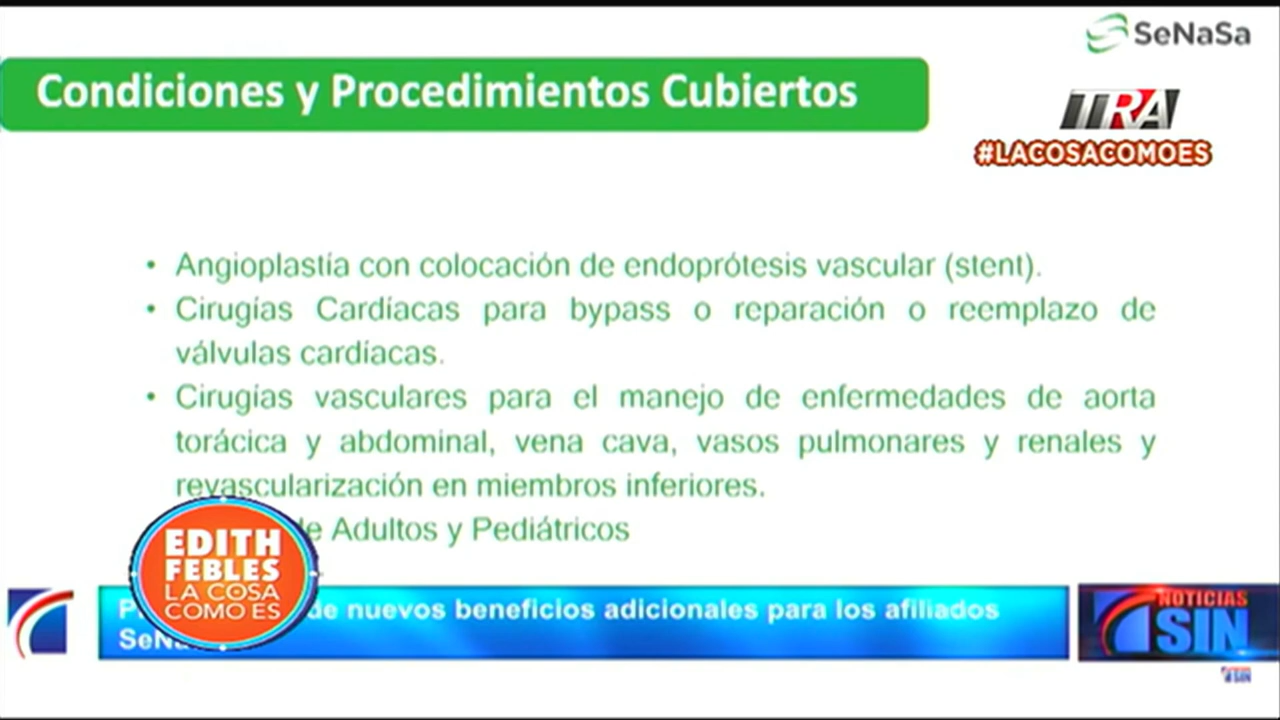 SeNaSa
Condiciones y Procedimientos Cubiertos
TRA
#LACOSACOMOES
• Angioplastía con colocación de endoprótesis vascular (stent).
• Cirugías Cardíacas para bypass o reparación o reemplazo de
válvulas cardíacas.
• Cirugías vasculares para el manejo de enfermedades de aorta
torácica y abdominal, vena cava, vasos pulmonares y renales y
revascularización en miembros inferiores.
de Adultos y Pediátricos
EDITH
FEBLES
LA COSA
COMO ES
de nuevos beneficios adicionales para los afiliados
NOTICIAS
SIN
SIN